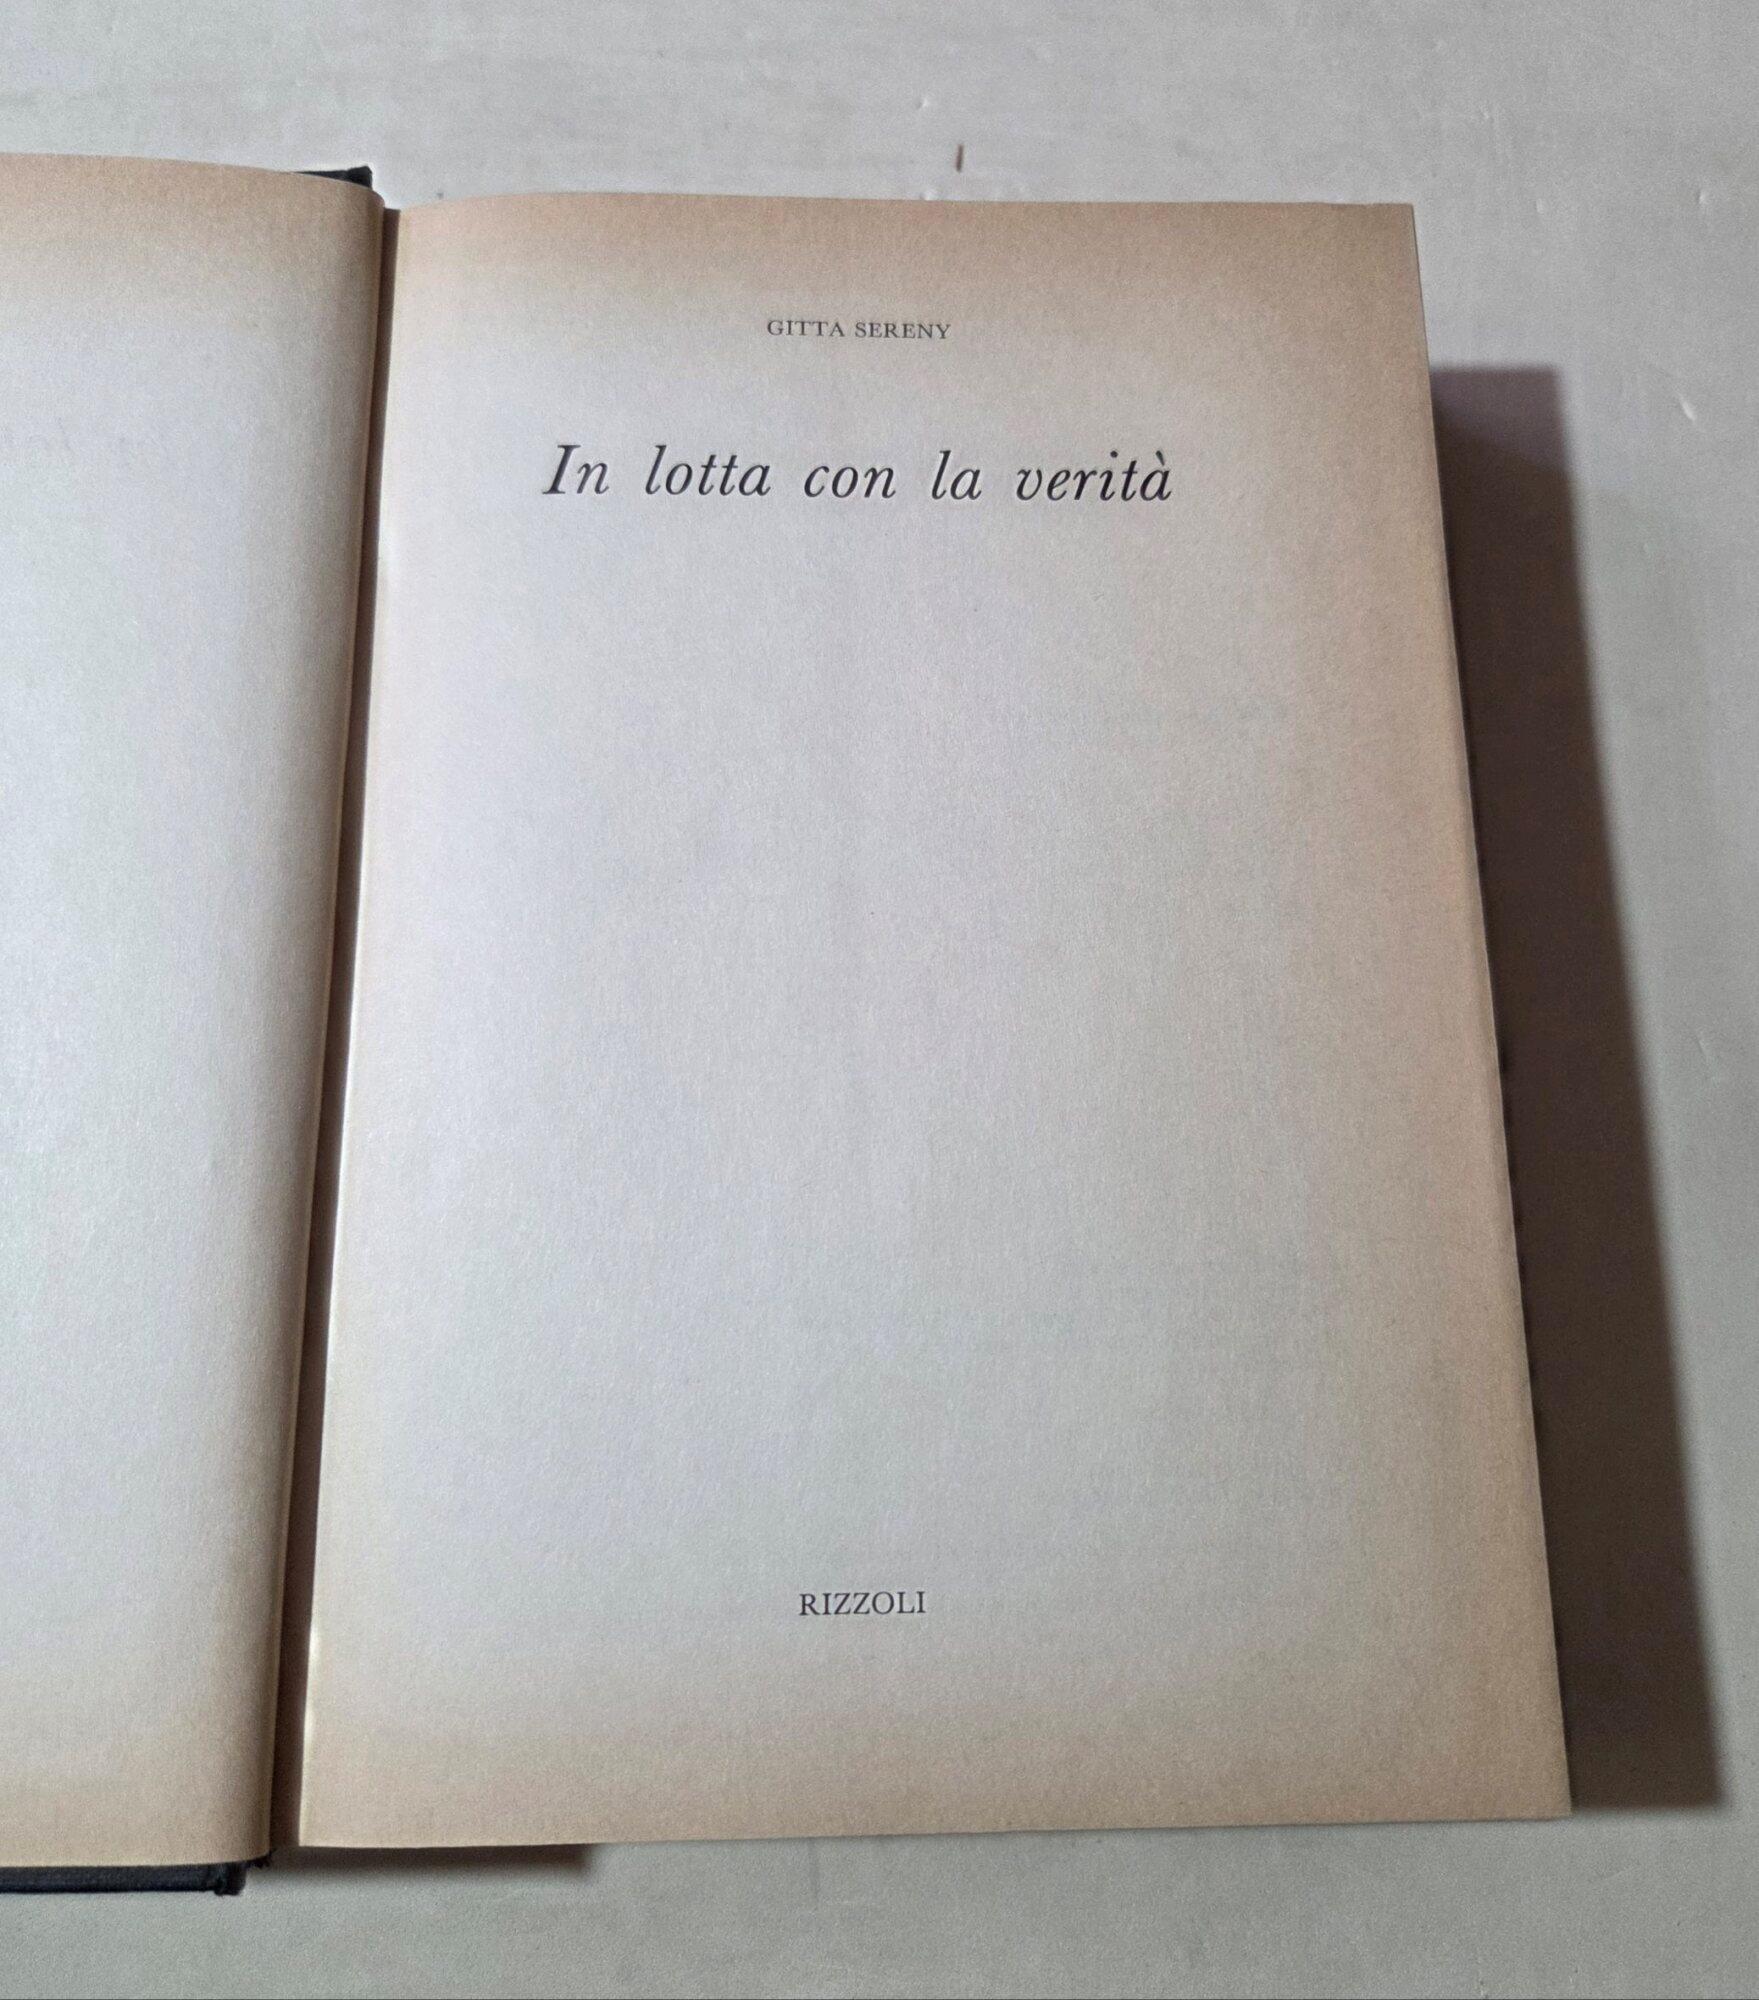 GITTA SERENY
In lotta con la verità
RIZZOLI